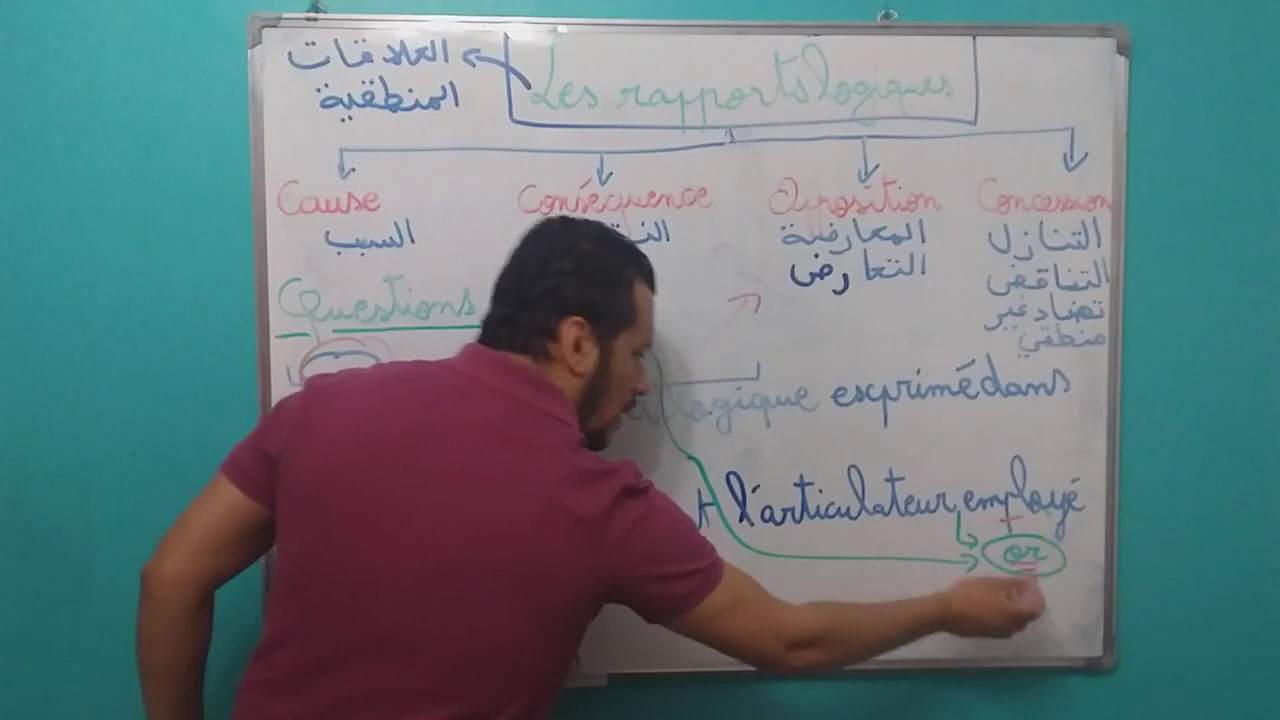 العلاقات
المنطقية
Les rapports logiques
Cause
السبب
Conséquence
Opposition
المعارضة
التعارض
Concession
التنازل
التناقض
تضاد غير
منطقي
Questions
logique exprimé dans
l'articulateur employé
or